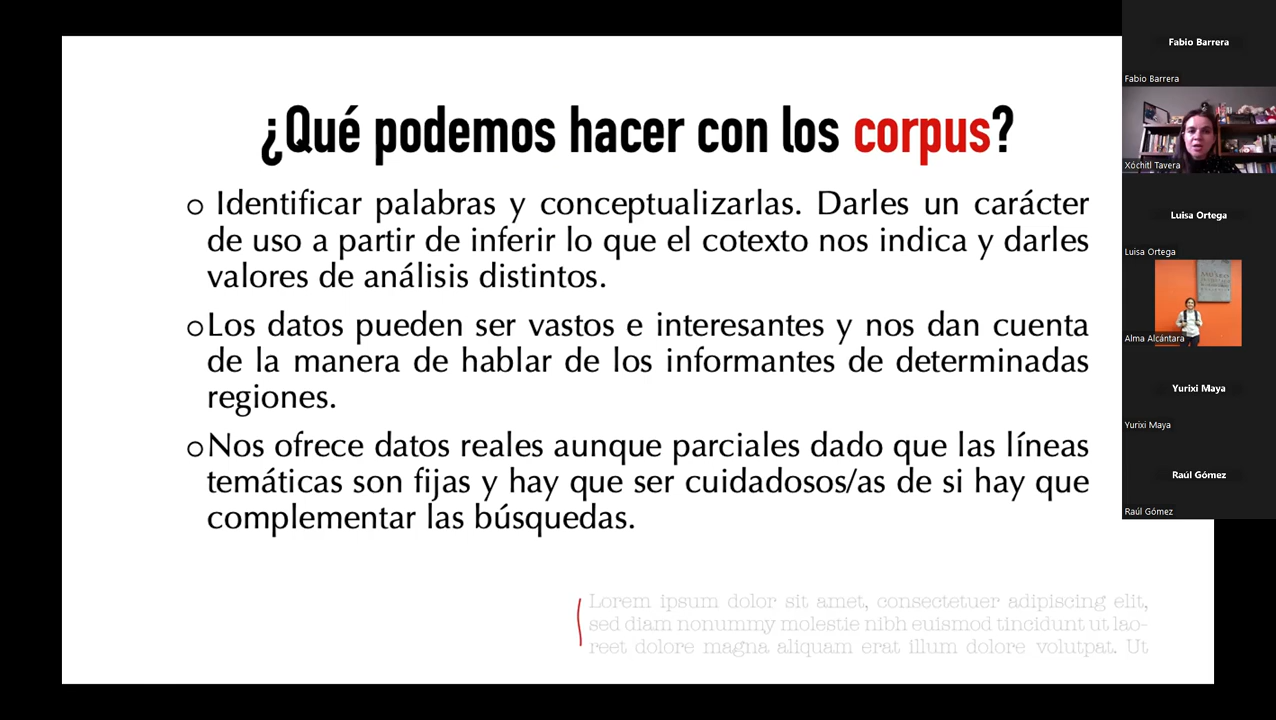 ¿Qué podemos hacer con los corpus?
o Identificar palabras y conceptualizarlas. Darles un carácter
de uso a partir de inferir lo que el cotexto nos indica y darles
valores de análisis distintos.
oLos datos pueden ser vastos e interesantes y nos dan cuenta
de la manera de hablar de los informantes de determinadas
regiones.
oNos ofrece datos reales aunque parciales dado que las líneas
temáticas son fijas y hay que ser cuidadosos/as de si hay que
complementar las búsquedas.
Lorem ipsum dolor sit amet, consectetuer adipiscing elit,
sed diam nonummy molestie nibh euismod tincidunt ut lao-
reet dolore magna aliquam erat illum dolore volutpat. Ut
Fabio Barrera
Fabio Barrera
Xóchitl Tavera
Luisa Ortega
Luisa Ortega
Alma Alcántara
Yurixi Maya
Yurixi Maya
Raúl Gómez
Raúl Gómez